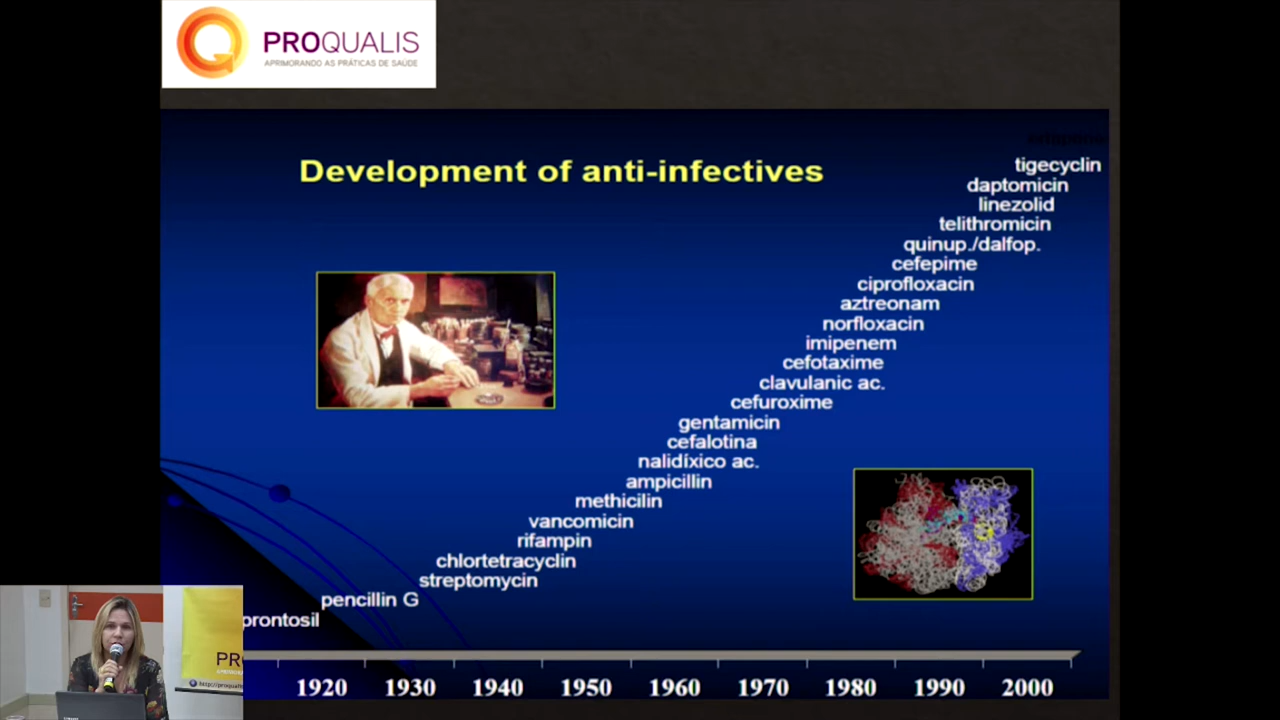 PROQUALIS
APRIMORANDO AS PRÁTICAS DE SAÚDE
Development of anti-infectives
tigecyclin
daptomicin
linezolid
telithromicin
quinup./dalfop.
cefepime
ciprofloxacin
aztreonam
norfloxacin
imipenem
cefotaxime
clavulanic ac.
cefuroxime
gentamicin
cefalotina
nalidíxico ac.
ampicillin
methicilin
vancomicin
rifampin
chlortetracyclin
streptomycin
pencillin G
prontosil
PR
1920 1930 1940 1950 1960 1970 1980 1990 2000